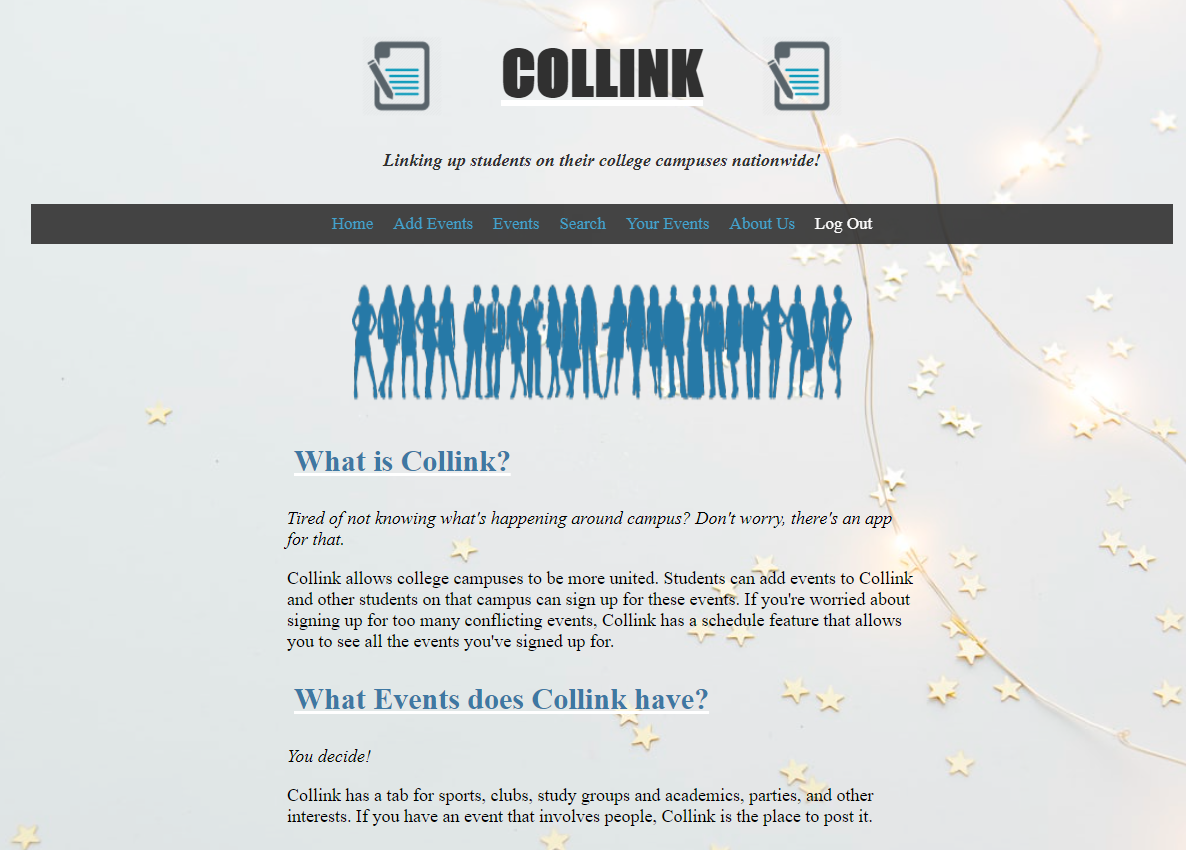 COLLINK
Linking up students on their college campuses nationwide!
Home Add Events Events Search Your Events About Us Log Out
What is Collink?
Tired of not knowing what's happening around campus? Don't worry, there's an app
for that.
Collink allows college campuses to be more united. Students can add events to Collink
and other students on that campus can sign up for these events. If you're worried about
signing up for too many conflicting events, Collink has a schedule feature that allows
you to see all the events you've signed up for.
What Events does Collink have?
You decide!
Collink has a tab for sports, clubs, study groups and academics, parties, and other
interests. If you have an event that involves people, Collink is the place to post it.